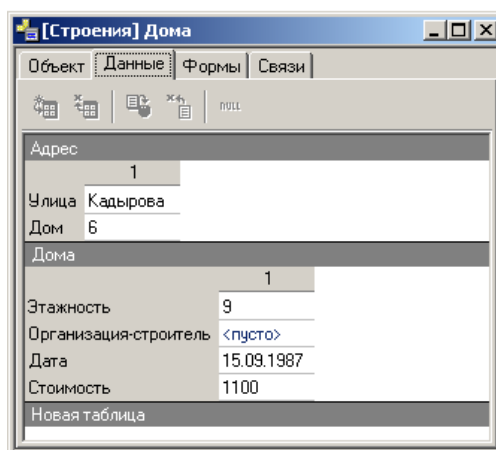 [Строения] Дома
Объект Данные Формы Связи
NULL
Адрес
1
Улица Кадырова
Дом 6
Дома
1
Этажность 9
Организация-строитель <пусто>
Дата 15.09.1987
Стоимость 1100
Новая таблица